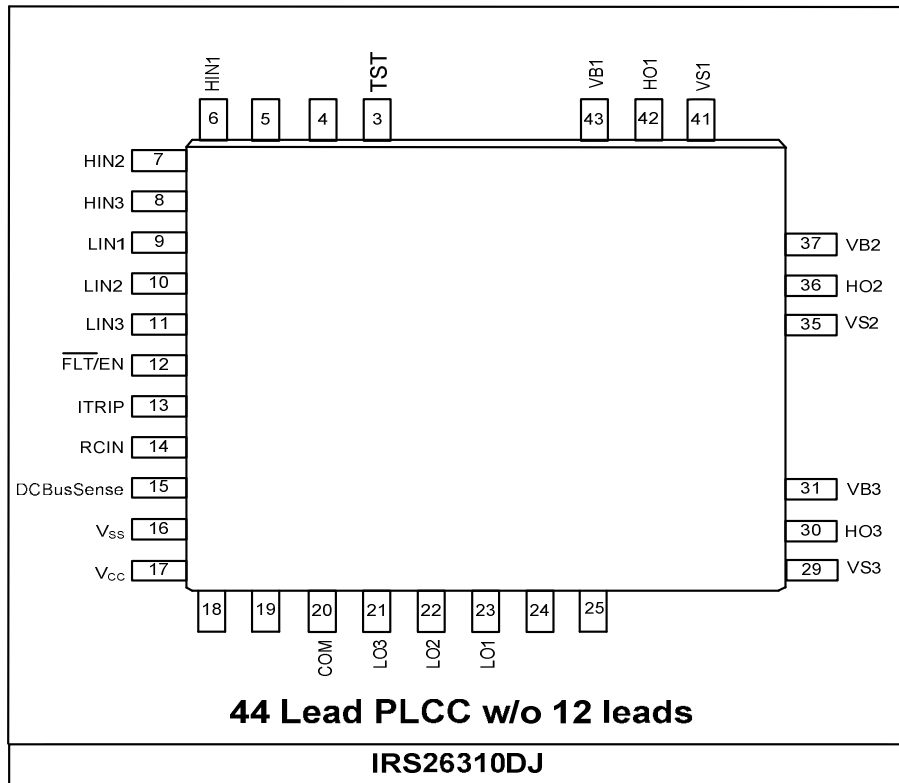 HIN1
TST
VB1
HO1
VS1
6
5
4
3
43
42
41
HIN2 7
HIN3 8
LIN1 9
LIN2 10
LIN3 11
FLT/EN 12
ITRIP 13
RCIN 14
DCBusSense 15
VSS 16
VCC 17
37 VB2
36 HO2
35 VS2
31 VB3
30 HO3
29 VS3
18
19
20
21
22
23
24
25
COM
LO3
LO2
LO1
44 Lead PLCC w/o 12 leads
IRS26310DJ